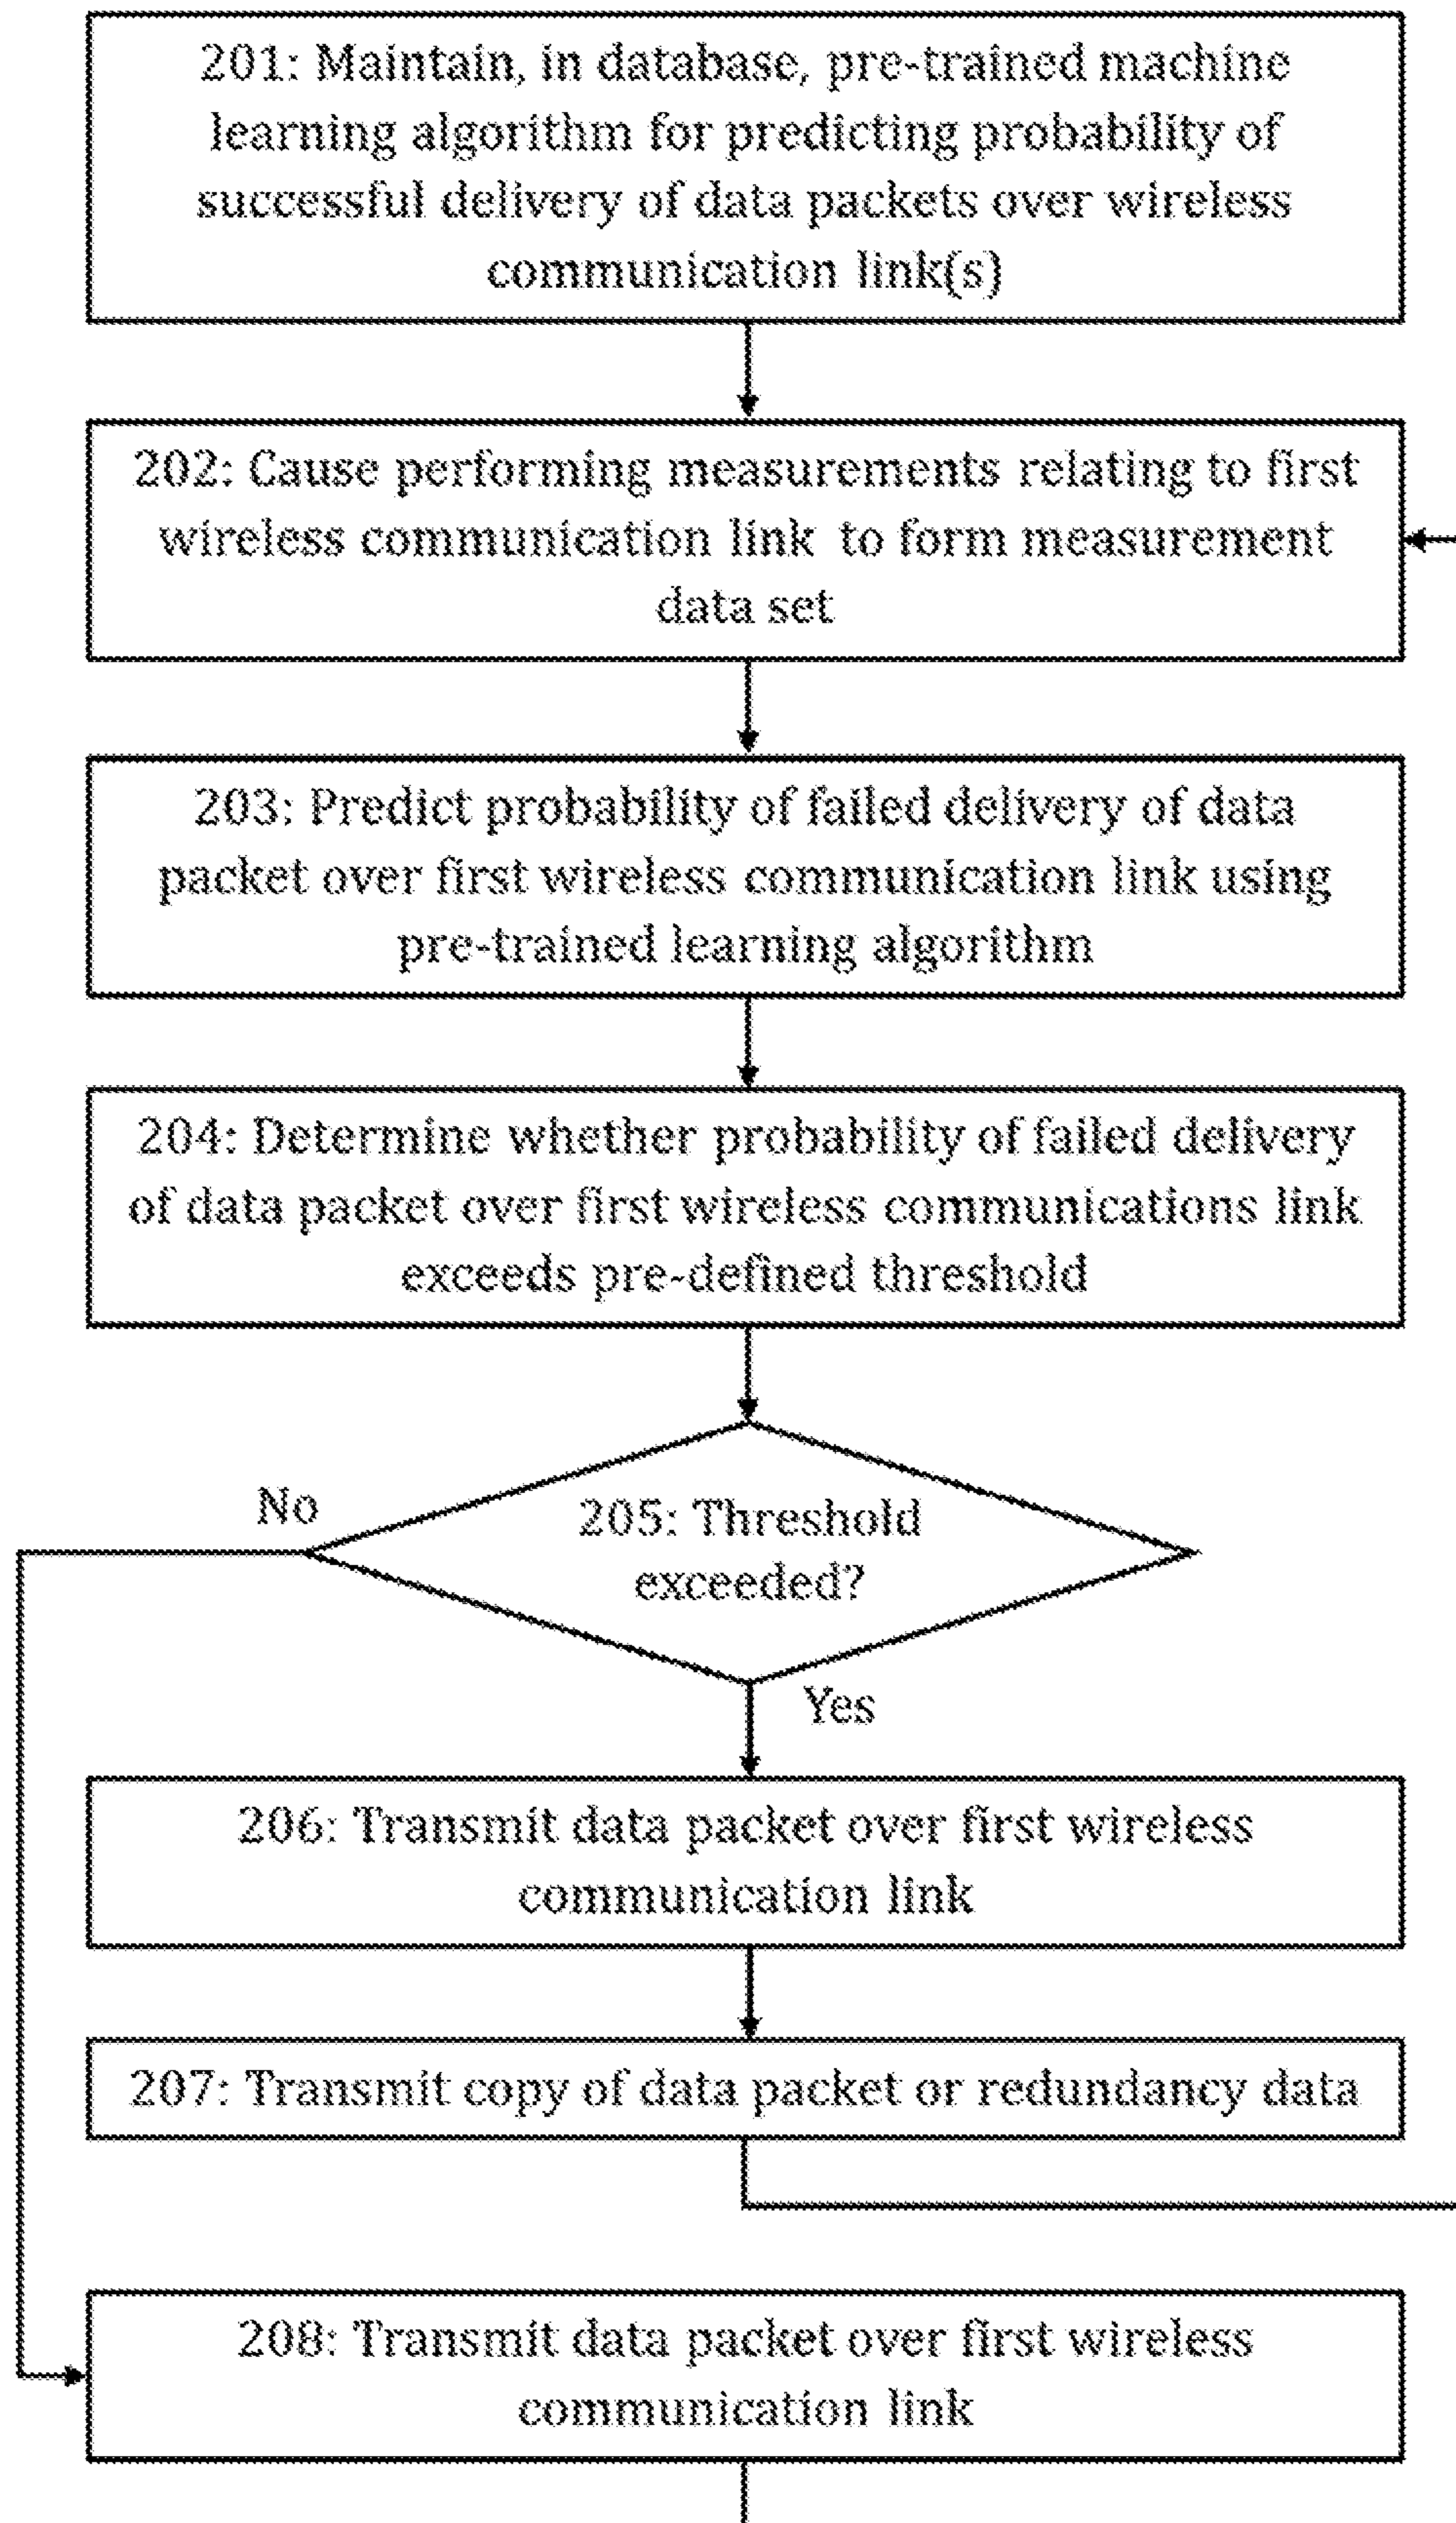 201: Maintain, in database, pre-trained machine
learning algorithm for predicting probability of
successful delivery of data packets over wireless
communication link(s)
202: Cause performing measurements relating to first
wireless communication link to form measurement
data set
203: Predict probability of failed delivery of data
packet over first wireless communication link using
pre-trained learning algorithm
204: Determine whether probability of failed delivery
of data packet over first wireless communications link
exceeds pre-defined threshold
No
205: Threshold
exceeded?
Yes
206: Transmit data packet over first wireless
communication link
207: Transmit copy of data packet or redundancy data
208: Transmit data packet over first wireless
communication link